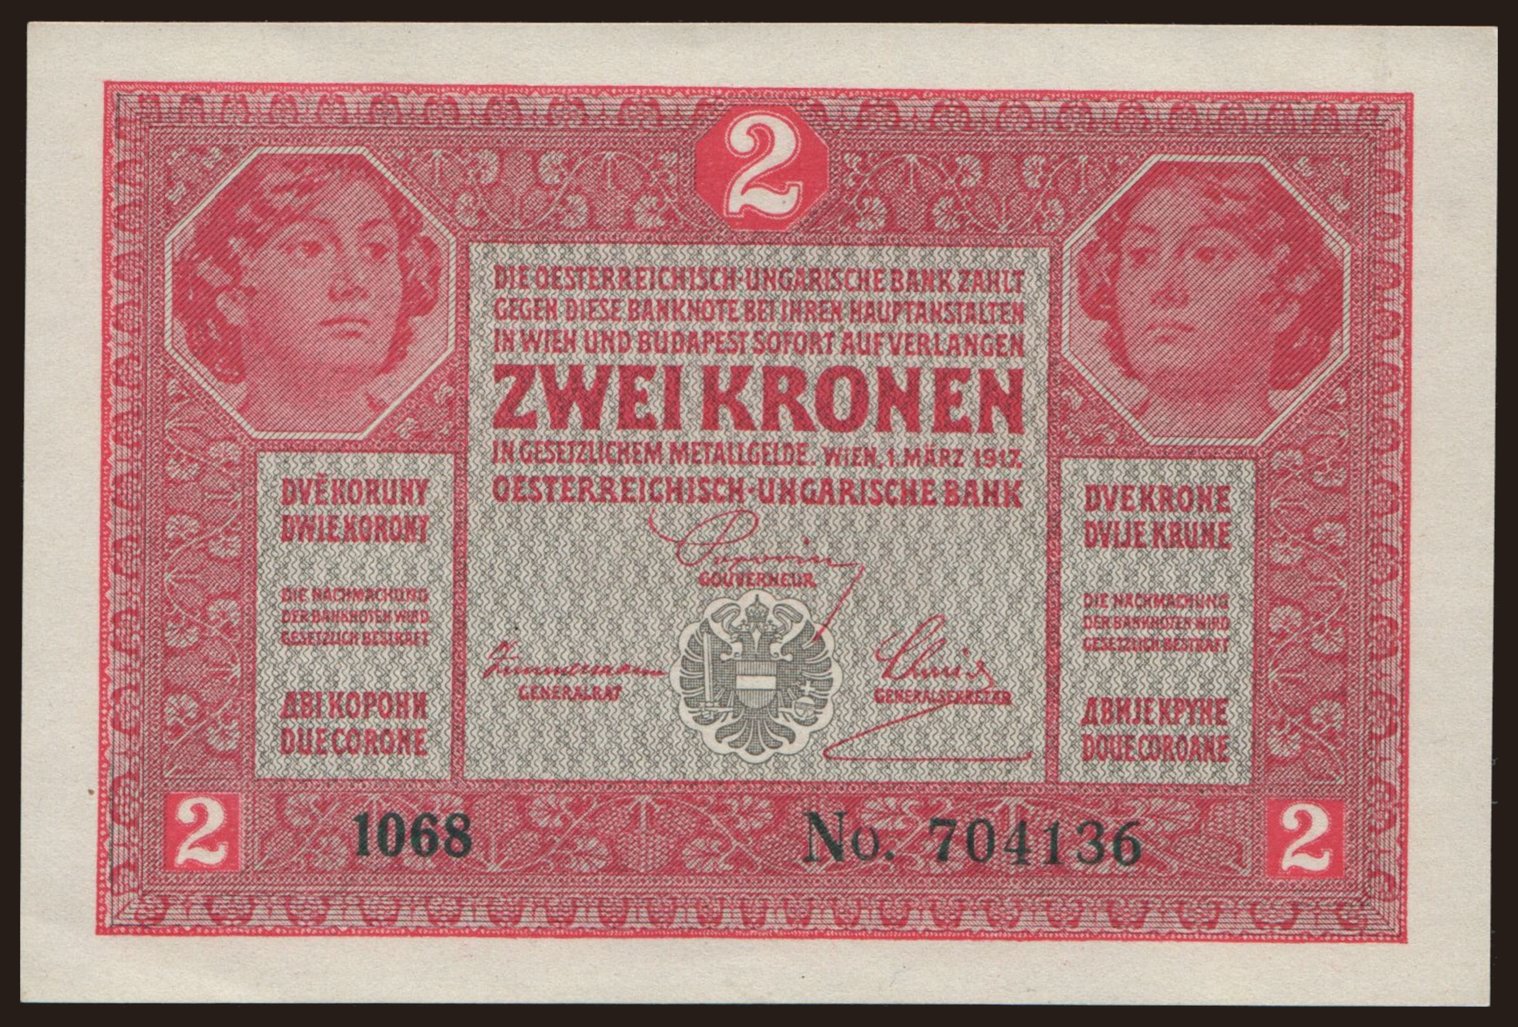 2
DIE OESTERREICHISCH-UNGARISCHE BANK ZAHLT
GEGEN DIESE BANKNOTE BEI IHREN HAUPTANSTALTEN
IN WIEN UND BUDAPEST SOFORT AUF VERLANGEN
ZWEI KRONEN
IN GESETZLICHEM METALLGELDE. WIEN, 1. MÄRZ 1917.
OESTERREICHISCH-UNGARISCHE BANK
GOUVERNEUR
GENERALRAT
GENERALSEKRETÄR
DVĚ KORUNY
DWIE KORONY
DIE NACHMACHUNG
DER BANKNOTEN WIRD
GESETZLICH BESTRAFT
ДВІ КОРОНИ
DUE CORONE
DVE KRONE
DVIJE KRUNE
DIE NACHMACHUNG
DER BANKNOTEN WIRD
GESETZLICH BESTRAFT
ДВИЈЕ КРУНЕ
DOUE COROANE
2
1068
No. 704136
2